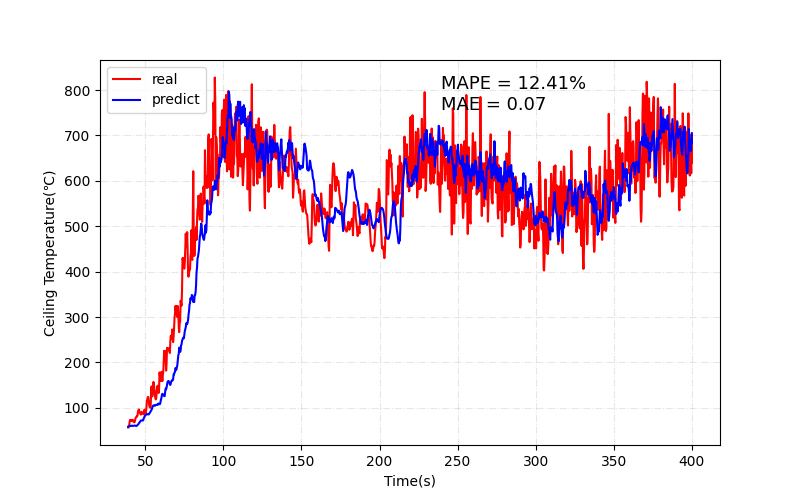 real
predict
MAPE = 12.41%
MAE = 0.07
800
700
600
500
400
300
200
100
Ceiling Temperature(℃)
50 100 150 200 250 300 350 400
Time(s)